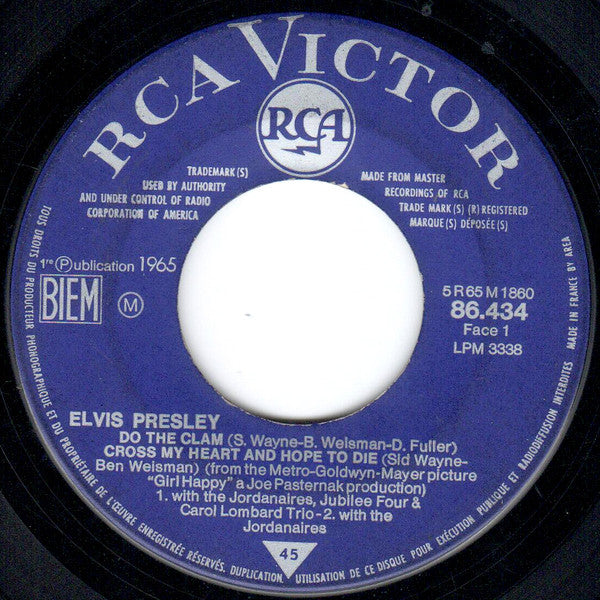 RCA VICTOR
RCA
TRADEMARK(S)
USED BY AUTHORITY
AND UNDER CONTROL OF RADIO
CORPORATION OF AMERICA
MADE FROM MASTER
RECORDINGS OF RCA
TRADE MARK(S) (R) REGISTERED
MARQUE(S) DÉPOSÉE(S)
1re Ⓟublication 1965
BIEM
M
5 R 65 M 1860
86.434
Face 1
LPM 3338
ELVIS PRESLEY
DO THE CLAM (S. Wayne-B. Weisman-D. Fuller)
CROSS MY HEART AND HOPE TO DIE (Sid Wayne-
Ben Weisman) (from the Metro-Goldwyn-Mayer picture
"Girl Happy" a Joe Pasternak production)
1. with the Jordanaires, Jubilee Four &
Carol Lombard Trio - 2. with the
Jordanaires
45
TOUS DROITS DU PRODUCTEUR PHONOGRAPHIQUE ET DU PROPRIÉTAIRE DE L'ŒUVRE ENREGISTRÉE RÉSERVÉS. DUPLICATION, UTILISATION DE CE DISQUE POUR EXÉCUTION PUBLIQUE ET RADIODIFFUSION INTERDITES MADE IN FRANCE BY AREA